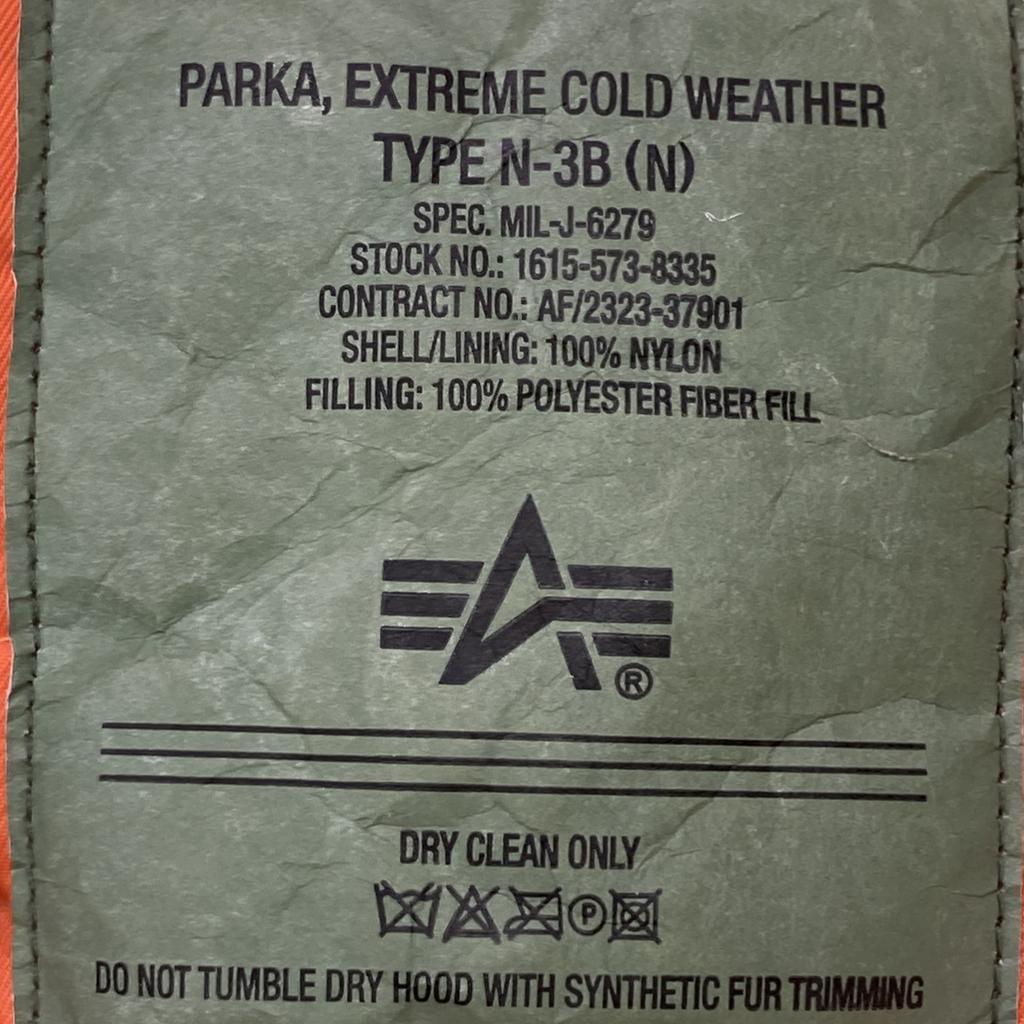 PARKA, EXTREME COLD WEATHER
TYPE N-3B (N)
SPEC. MIL-J-6279
STOCK NO.: 1615-573-8335
CONTRACT NO.: AF/2323-37901
SHELL/LINING: 100% NYLON
FILLING: 100% POLYESTER FIBER FILL
®
DRY CLEAN ONLY
P
DO NOT TUMBLE DRY HOOD WITH SYNTHETIC FUR TRIMMING